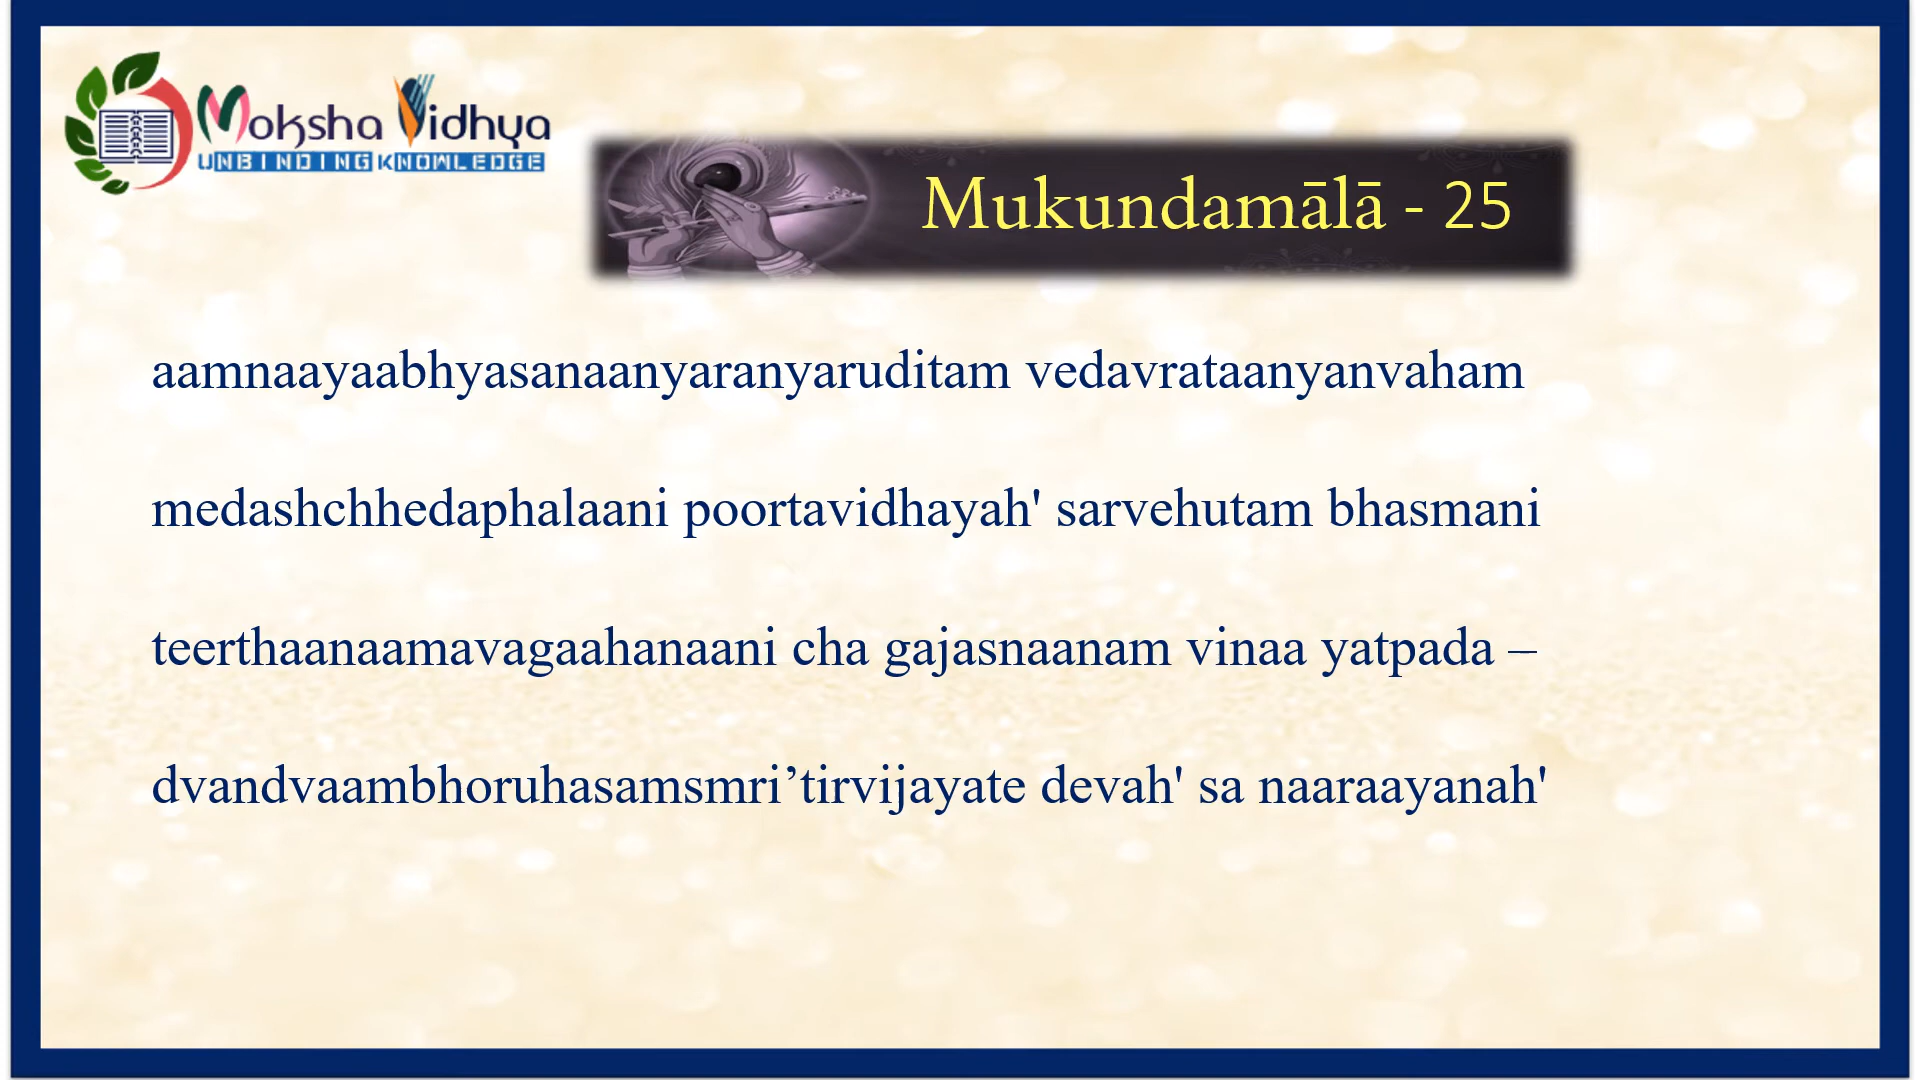 Moksha Vidhya
UNBINDING KNOWLEDGE
Mukundamālā - 25
aamnaayaabhyasanaanyaranyaruditam vedavrataanyanvaham
medashchhedaphalaani poortavidhayah' sarvehutam bhasmani
teerthaanaamavagaahanaani cha gajasnaanam vinaa yatpada –
dvandvaambhoruhasamsmri’tirvijayate devah' sa naaraayanah'